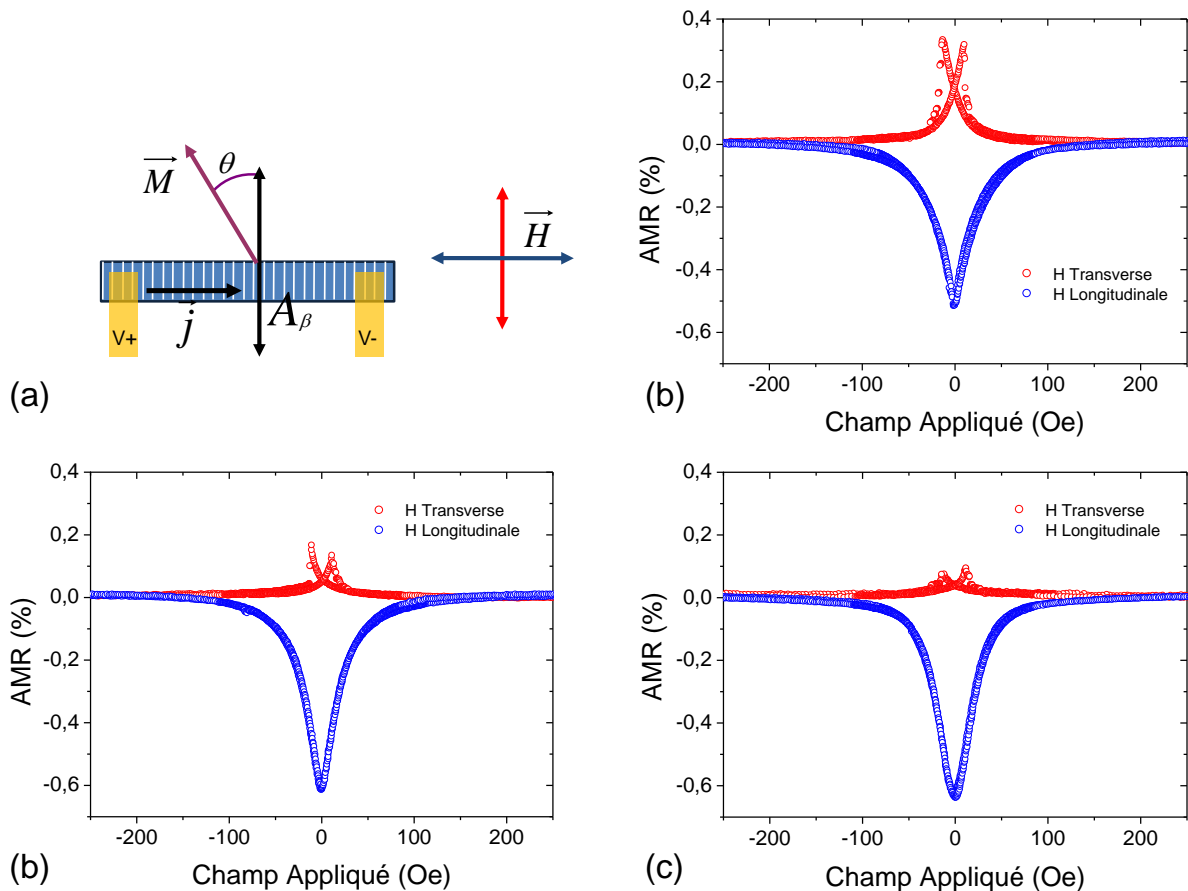 M
θ
H
j
Aβ
V+
V-
(a)
0,4
0,2
0,0
-0,2
-0,4
-0,6
AMR (%)
H Transverse
H Longitudinale
-200 -100 0 100 200
Champ Appliqué (Oe)
(b)
0,4
0,2
0,0
-0,2
-0,4
-0,6
AMR (%)
H Transverse
H Longitudinale
-200 -100 0 100 200
Champ Appliqué (Oe)
(b)
0,4
0,2
0,0
-0,2
-0,4
-0,6
AMR (%)
H Transverse
H Longitudinale
-200 -100 0 100 200
Champ Appliqué (Oe)
(c)